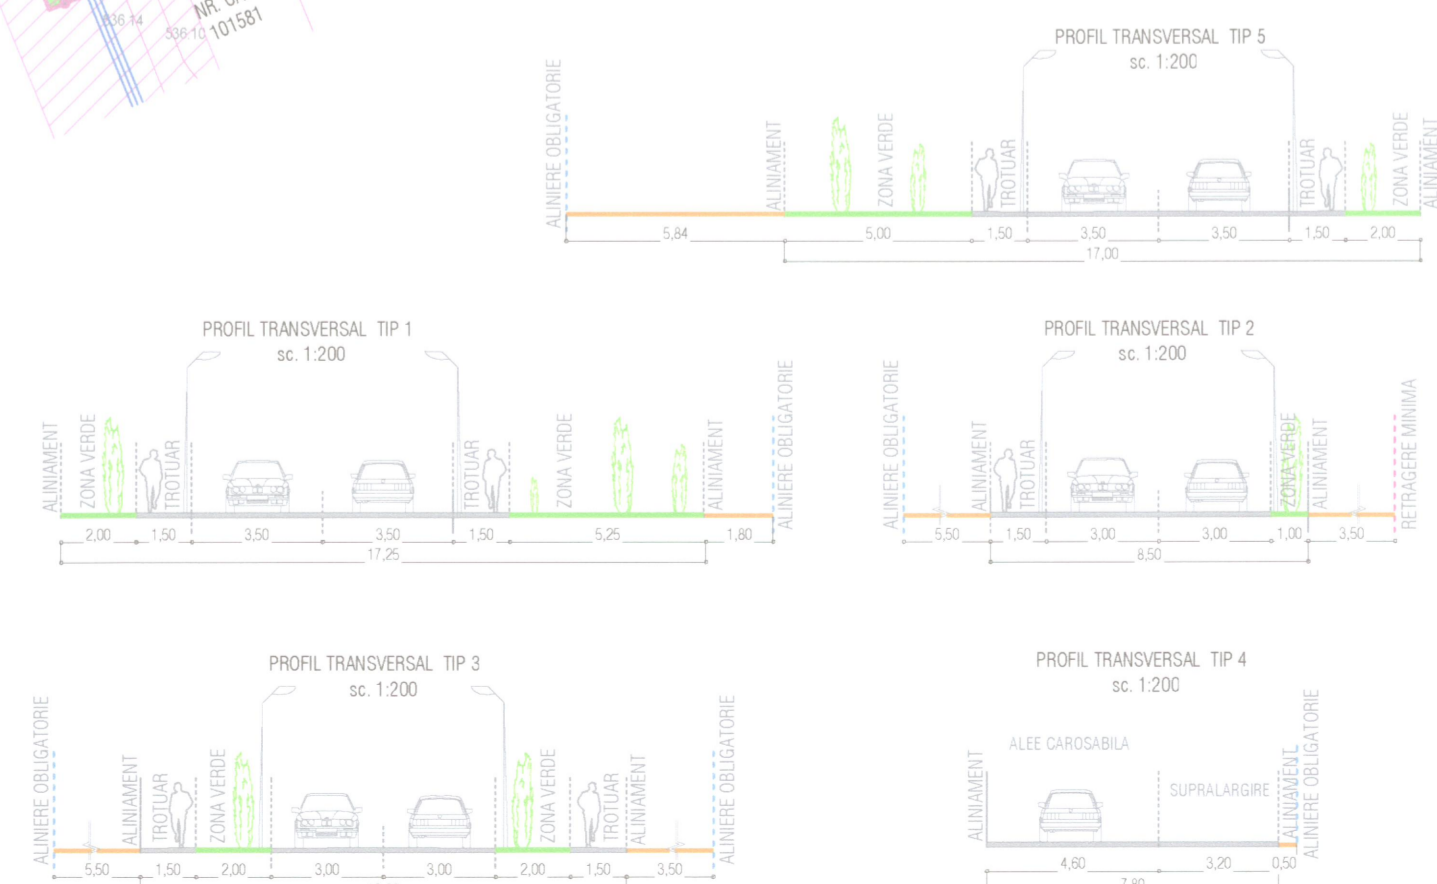 836.14
NR.
536.10 101581
PROFIL TRANSVERSAL TIP 5
sc. 1:200
ALINIERE OBLIGATORIE
ALINIAMENT
ZONA VERDE
TROTUAR
TROTUAR
ZONA VERDE
ALINIAMENT
5,84
5,00
1,50
3,50
3,50
1,50
2,00
17,00
PROFIL TRANSVERSAL TIP 1
sc. 1:200
ALINIAMENT
ZONA VERDE
TROTUAR
TROTUAR
ZONA VERDE
ALINIAMENT
ALINIERE OBLIGATORIE
2,00
1,50
3,50
3,50
1,50
5,25
1,80
17,25
PROFIL TRANSVERSAL TIP 2
sc. 1:200
ALINIERE OBLIGATORIE
ALINIAMENT
TROTUAR
ZONA VERDE
ALINIAMENT
RETRAGERE MINIMA
5,50
1,50
3,00
3,00
1,00
3,50
8,50
PROFIL TRANSVERSAL TIP 3
sc. 1:200
ALINIERE OBLIGATORIE
ALINIAMENT
TROTUAR
ZONA VERDE
ZONA VERDE
TROTUAR
ALINIAMENT
ALINIERE OBLIGATORIE
5,50
1,50
2,00
3,00
3,00
2,00
1,50
3,50
PROFIL TRANSVERSAL TIP 4
sc. 1:200
ALEE CAROSABILA
SUPRALARGIRE
ALINIAMENT
ALINIAMENT
ALINIERE OBLIGATORIE
4,60
3,20
0,50
7,80